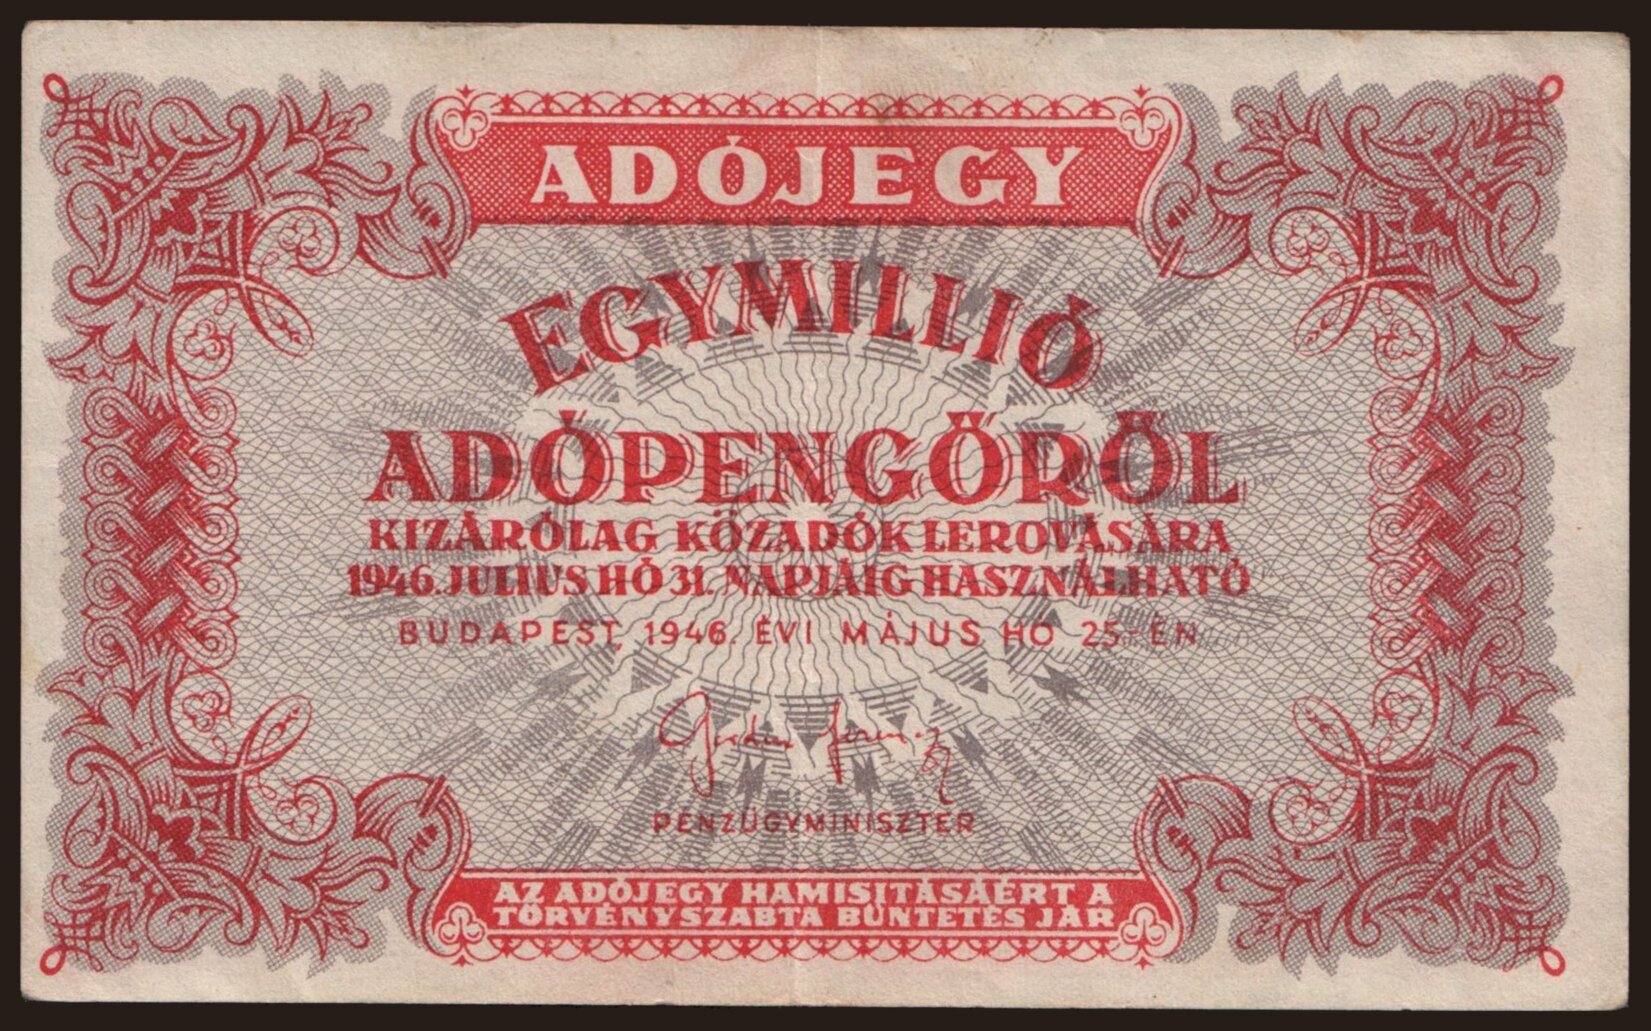 ADÓJEGY
EGYMILLIÓ
ADÓPENGŐRŐL
KIZÁRÓLAG KÖZADÓK LEROVÁSÁRA
1946. JULIUS HÓ 31. NAPJÁIG HASZNÁLHATÓ
BUDAPEST, 1946. ÉVI MÁJUS HÓ 25-ÉN
PÉNZÜGYMINISZTER
AZ ADÓJEGY HAMISITÁSÁÉRT A
TÖRVÉNYSZABTA BÜNTETÉS JÁR